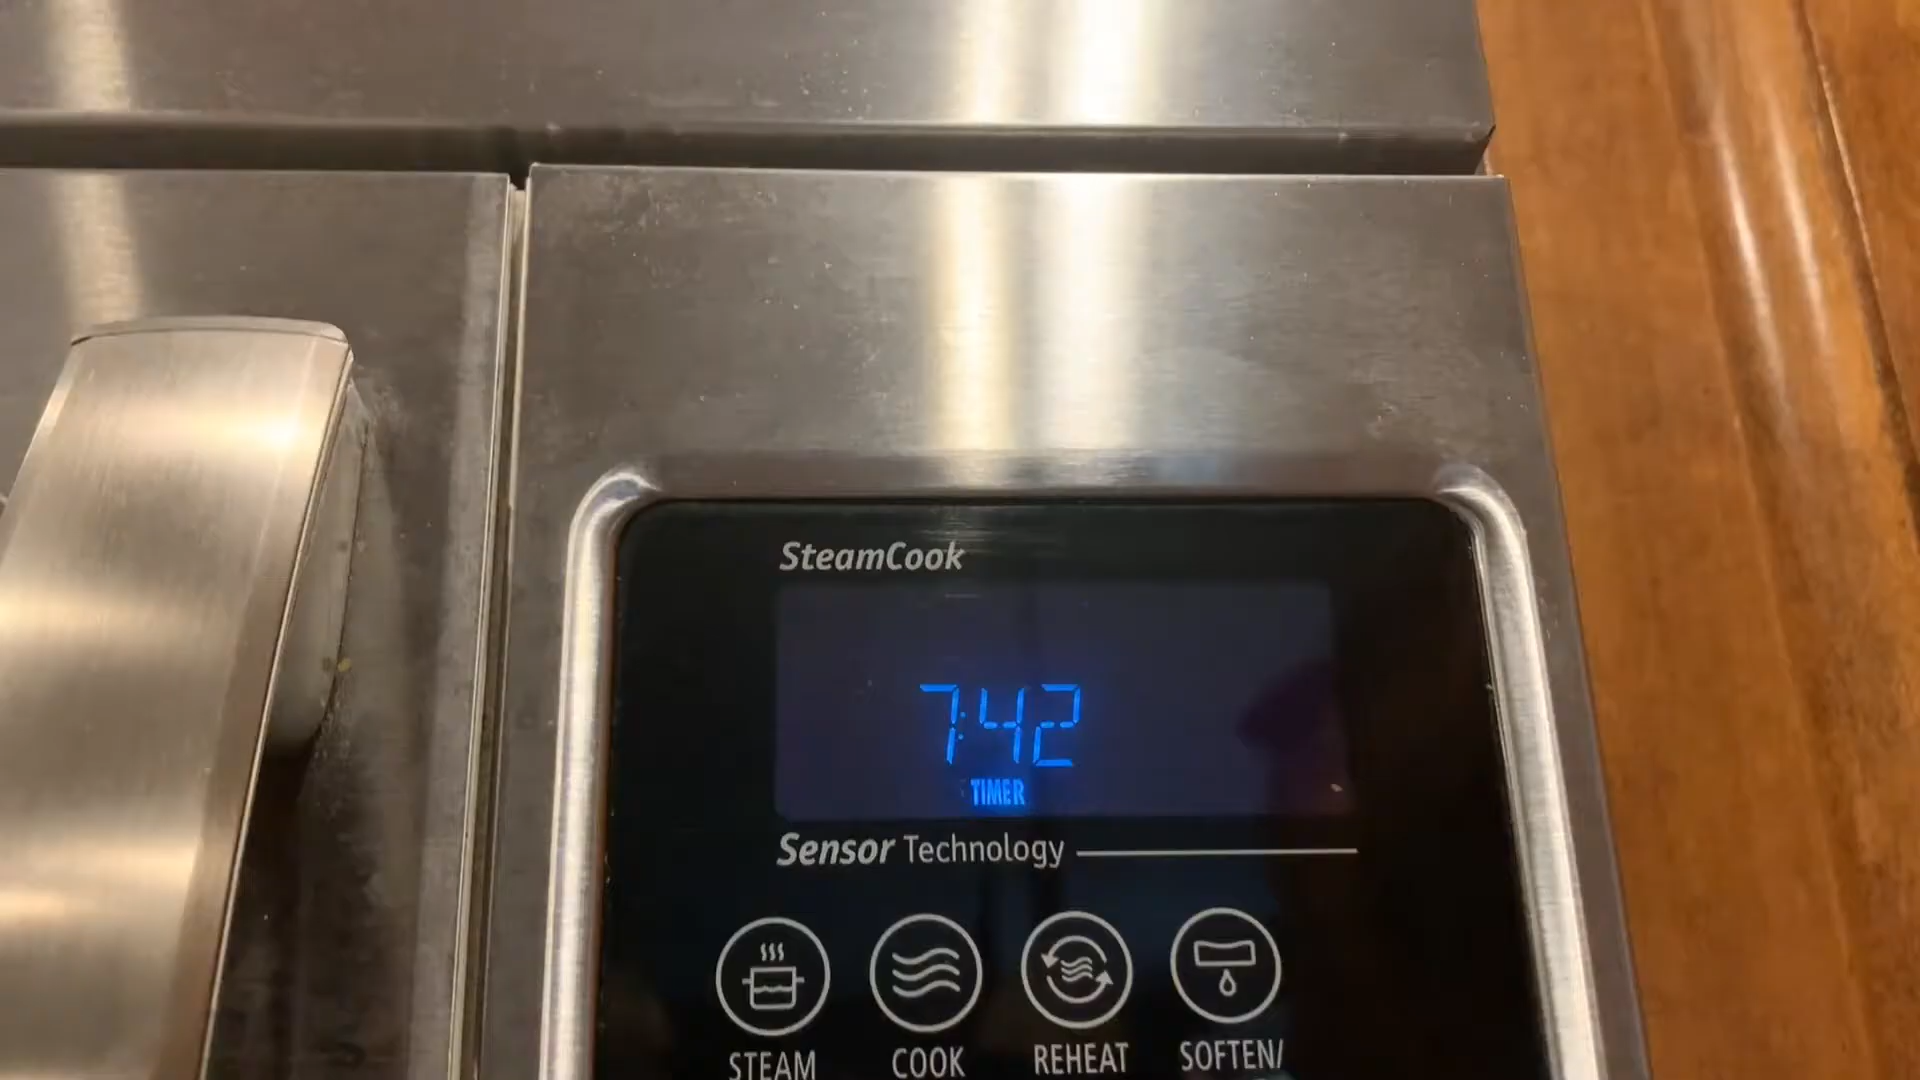 SteamCook
7:42
TIMER
Sensor Technology
STEAM COOK REHEAT SOFTEN/